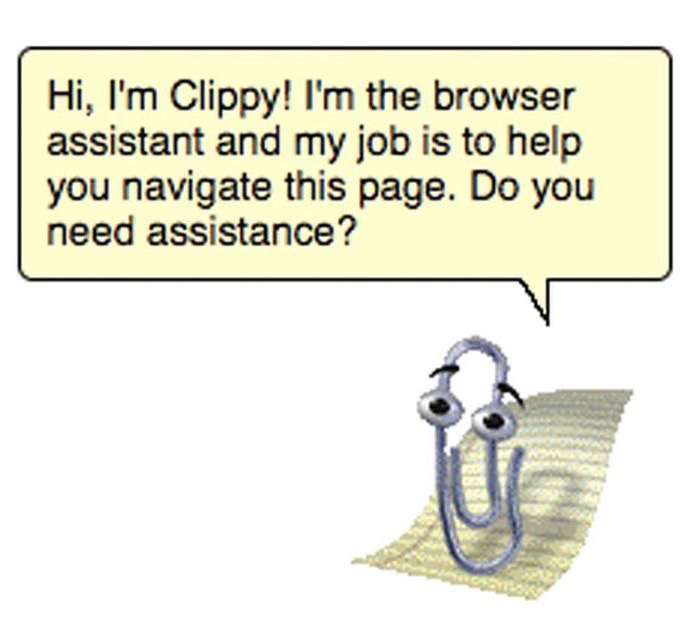 Hi, I'm Clippy! I'm the browser
assistant and my job is to help
you navigate this page. Do you
need assistance?